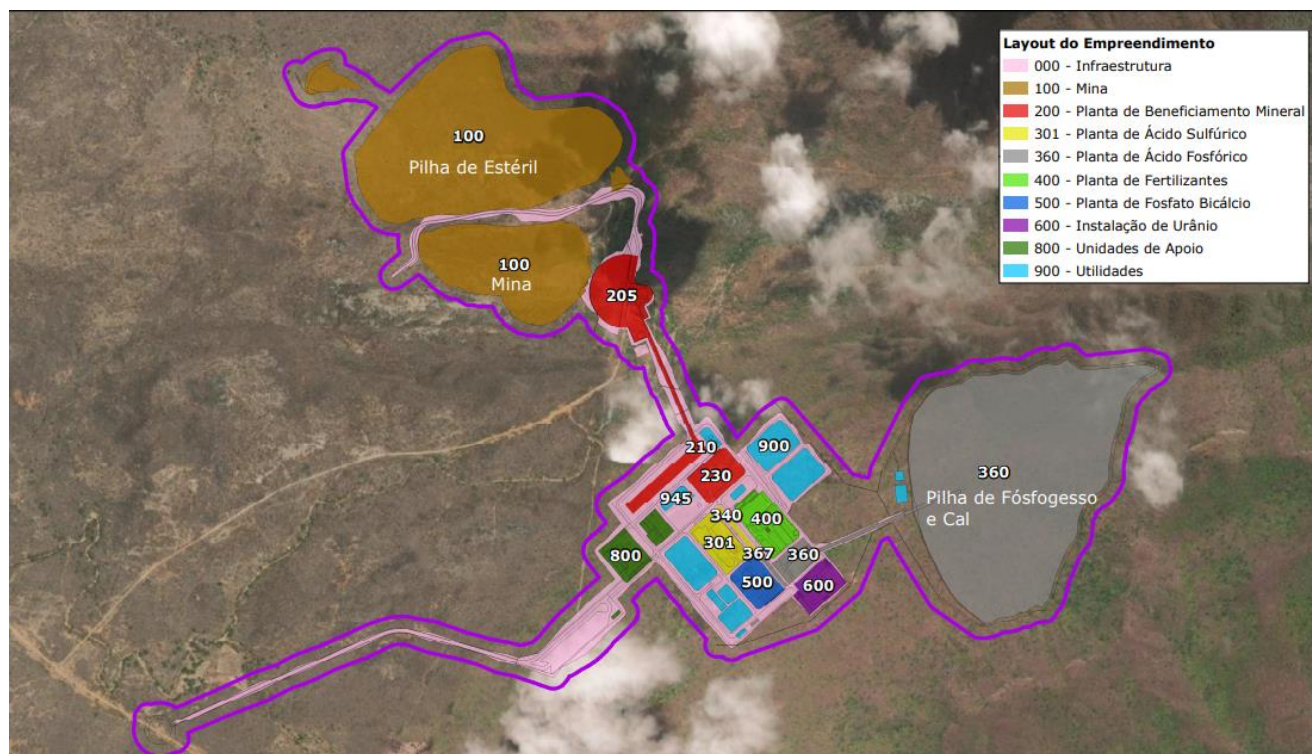 Layout do Empreendimento
000 - Infraestrutura
100 - Mina
200 - Planta de Beneficiamento Mineral
301 - Planta de Ácido Sulfúrico
360 - Planta de Ácido Fosfórico
400 - Planta de Fertilizantes
500 - Planta de Fosfato Bicálcio
600 - Instalação de Urânio
800 - Unidades de Apoio
900 - Utilidades
100
Pilha de Estéril
100
Mina
205
210
900
230
360
Pilha de Fósfogesso
e Cal
945
340
400
301
367
360
800
500
600